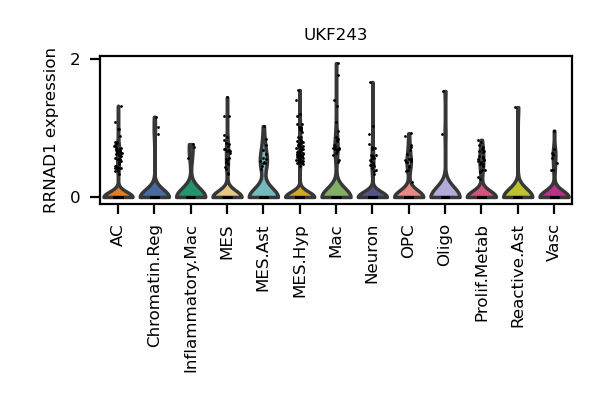 UKF243
RRNAD1 expression
2
0
AC
Chromatin.Reg
Inflammatory.Mac
MES
MES.Ast
MES.Hyp
Mac
Neuron
OPC
Oligo
Prolif.Metab
Reactive.Ast
Vasc